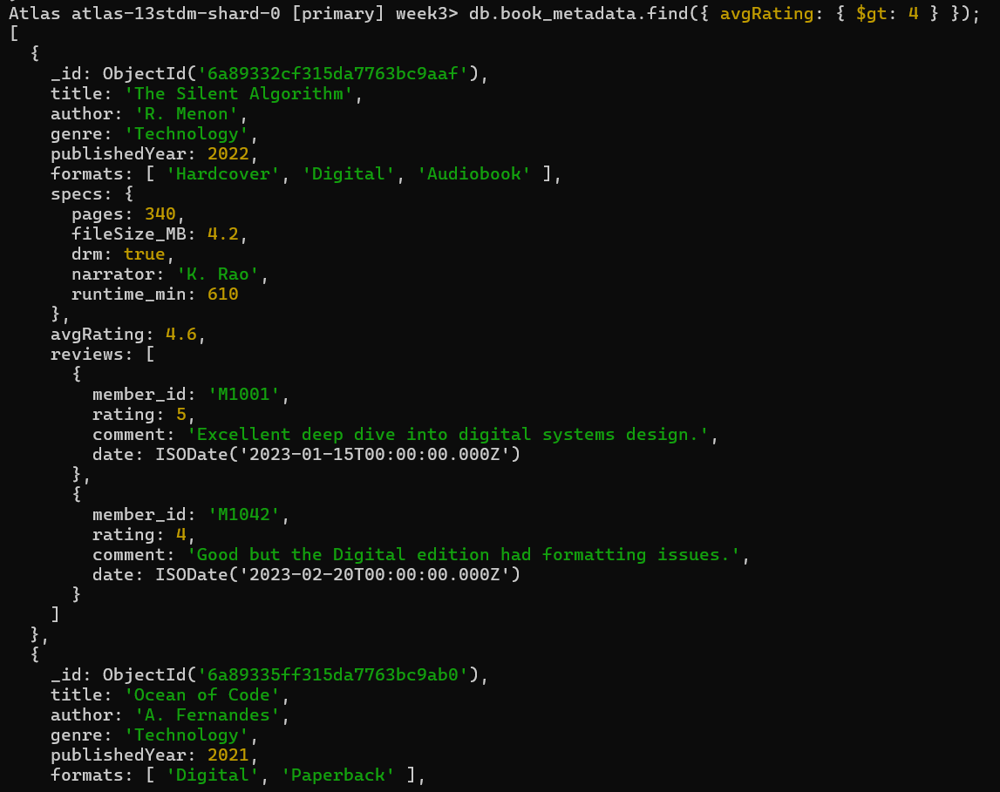 Atlas atlas-13stdm-shard-0 [primary] week3> db.book_metadata.find({ avgRating: { $gt: 4 } });
[
  {
    _id: ObjectId('6a89332cf315da7763bc9aaf'),
    title: 'The Silent Algorithm',
    author: 'R. Menon',
    genre: 'Technology',
    publishedYear: 2022,
    formats: [ 'Hardcover', 'Digital', 'Audiobook' ],
    specs: {
      pages: 340,
      fileSize_MB: 4.2,
      drm: true,
      narrator: 'K. Rao',
      runtime_min: 610
    },
    avgRating: 4.6,
    reviews: [
      {
        member_id: 'M1001',
        rating: 5,
        comment: 'Excellent deep dive into digital systems design.',
        date: ISODate('2023-01-15T00:00:00.000Z')
      },
      {
        member_id: 'M1042',
        rating: 4,
        comment: 'Good but the Digital edition had formatting issues.',
        date: ISODate('2023-02-20T00:00:00.000Z')
      }
    ]
  },
  {
    _id: ObjectId('6a89335ff315da7763bc9ab0'),
    title: 'Ocean of Code',
    author: 'A. Fernandes',
    genre: 'Technology',
    publishedYear: 2021,
    formats: [ 'Digital', 'Paperback' ],